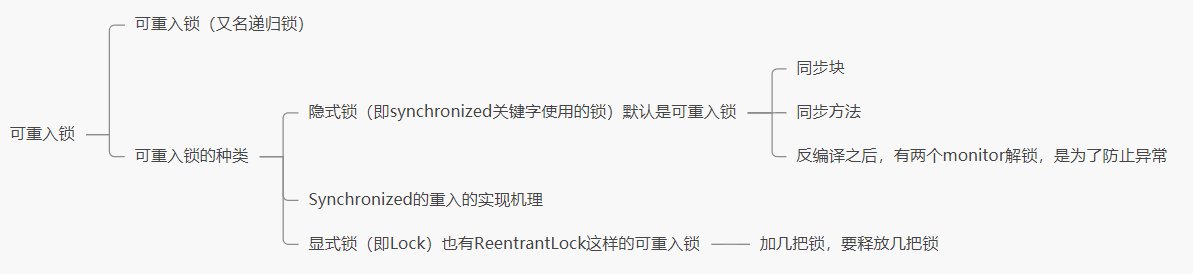 可重入锁
可重入锁（又名递归锁）
可重入锁的种类
隐式锁（即synchronized关键字使用的锁）默认是可重入锁
同步块
同步方法
反编译之后，有两个monitor解锁，是为了防止异常
Synchronized的重入的实现机理
显式锁（即Lock）也有ReentrantLock这样的可重入锁
加几把锁，要释放几把锁